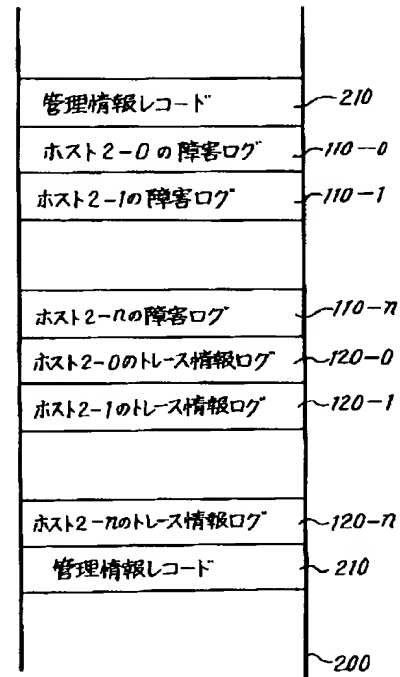 管理情報レコード 210
ホスト2-0の障害ログ 110-0
ホスト2-1の障害ログ 110-1
ホスト2-nの障害ログ 110-n
ホスト2-0のトレース情報ログ 120-0
ホスト2-1のトレース情報ログ 120-1
ホスト2-nのトレース情報ログ 120-n
管理情報レコード 210
200